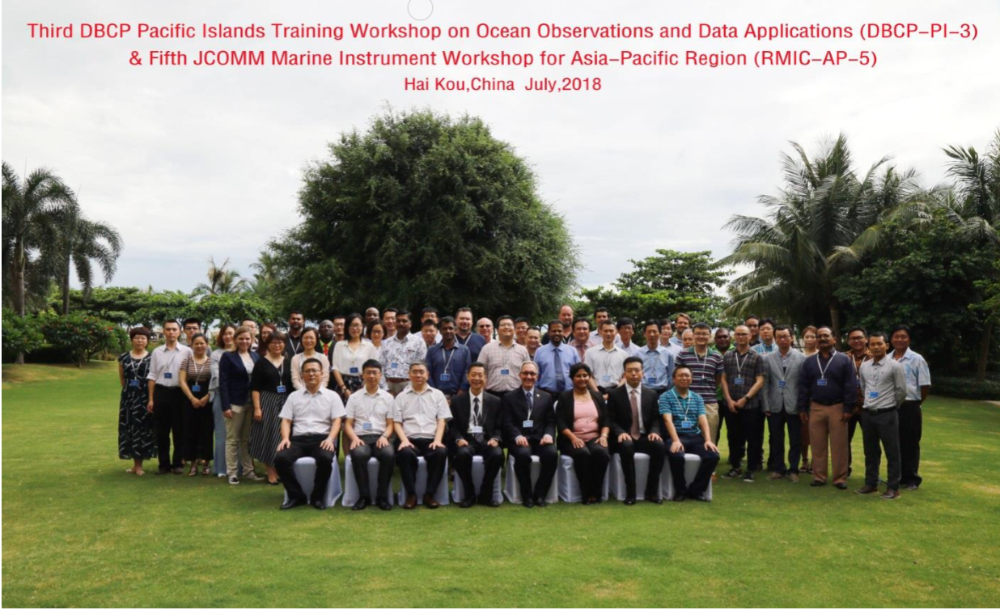 Third DBCP Pacific Islands Training Workshop on Ocean Observations and Data Applications (DBCP-PI-3)
& Fifth JCOMM Marine Instrument Workshop for Asia-Pacific Region (RMIC-AP-5)
Hai Kou,China July,2018